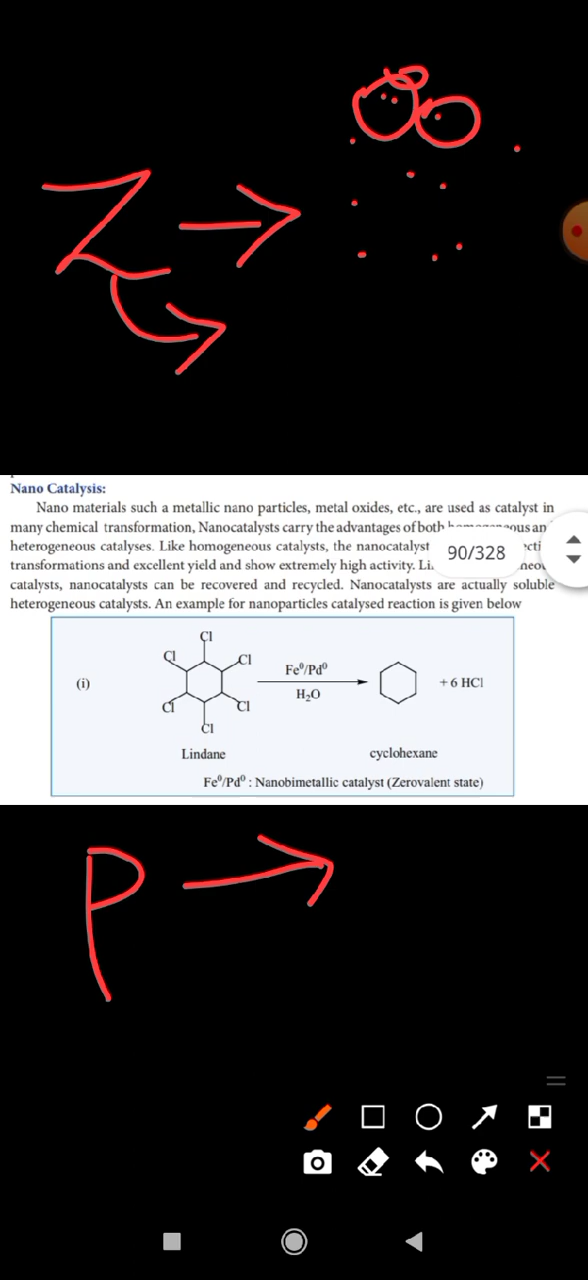 Z
Nano Catalysis:
Nano materials such a metallic nano particles, metal oxides, etc., are used as catalyst in
many chemical transformation, Nanocatalysts carry the advantages of both
heterogeneous catalyses. Like homogeneous catalysts, the nanocatalyst
transformations and excellent yield and show extremely high activity.
catalysts, nanocatalysts can be recovered and recycled. Nanocatalysts are actually soluble
heterogeneous catalysts. An example for nanoparticles catalysed reaction is given below
90/328
Cl
Cl Cl
(i) Fe⁰/Pd⁰ + 6 HCl
H₂O
Cl Cl
Cl
Lindane cyclohexane
Fe⁰/Pd⁰ : Nanobimetallic catalyst (Zerovalent state)
P